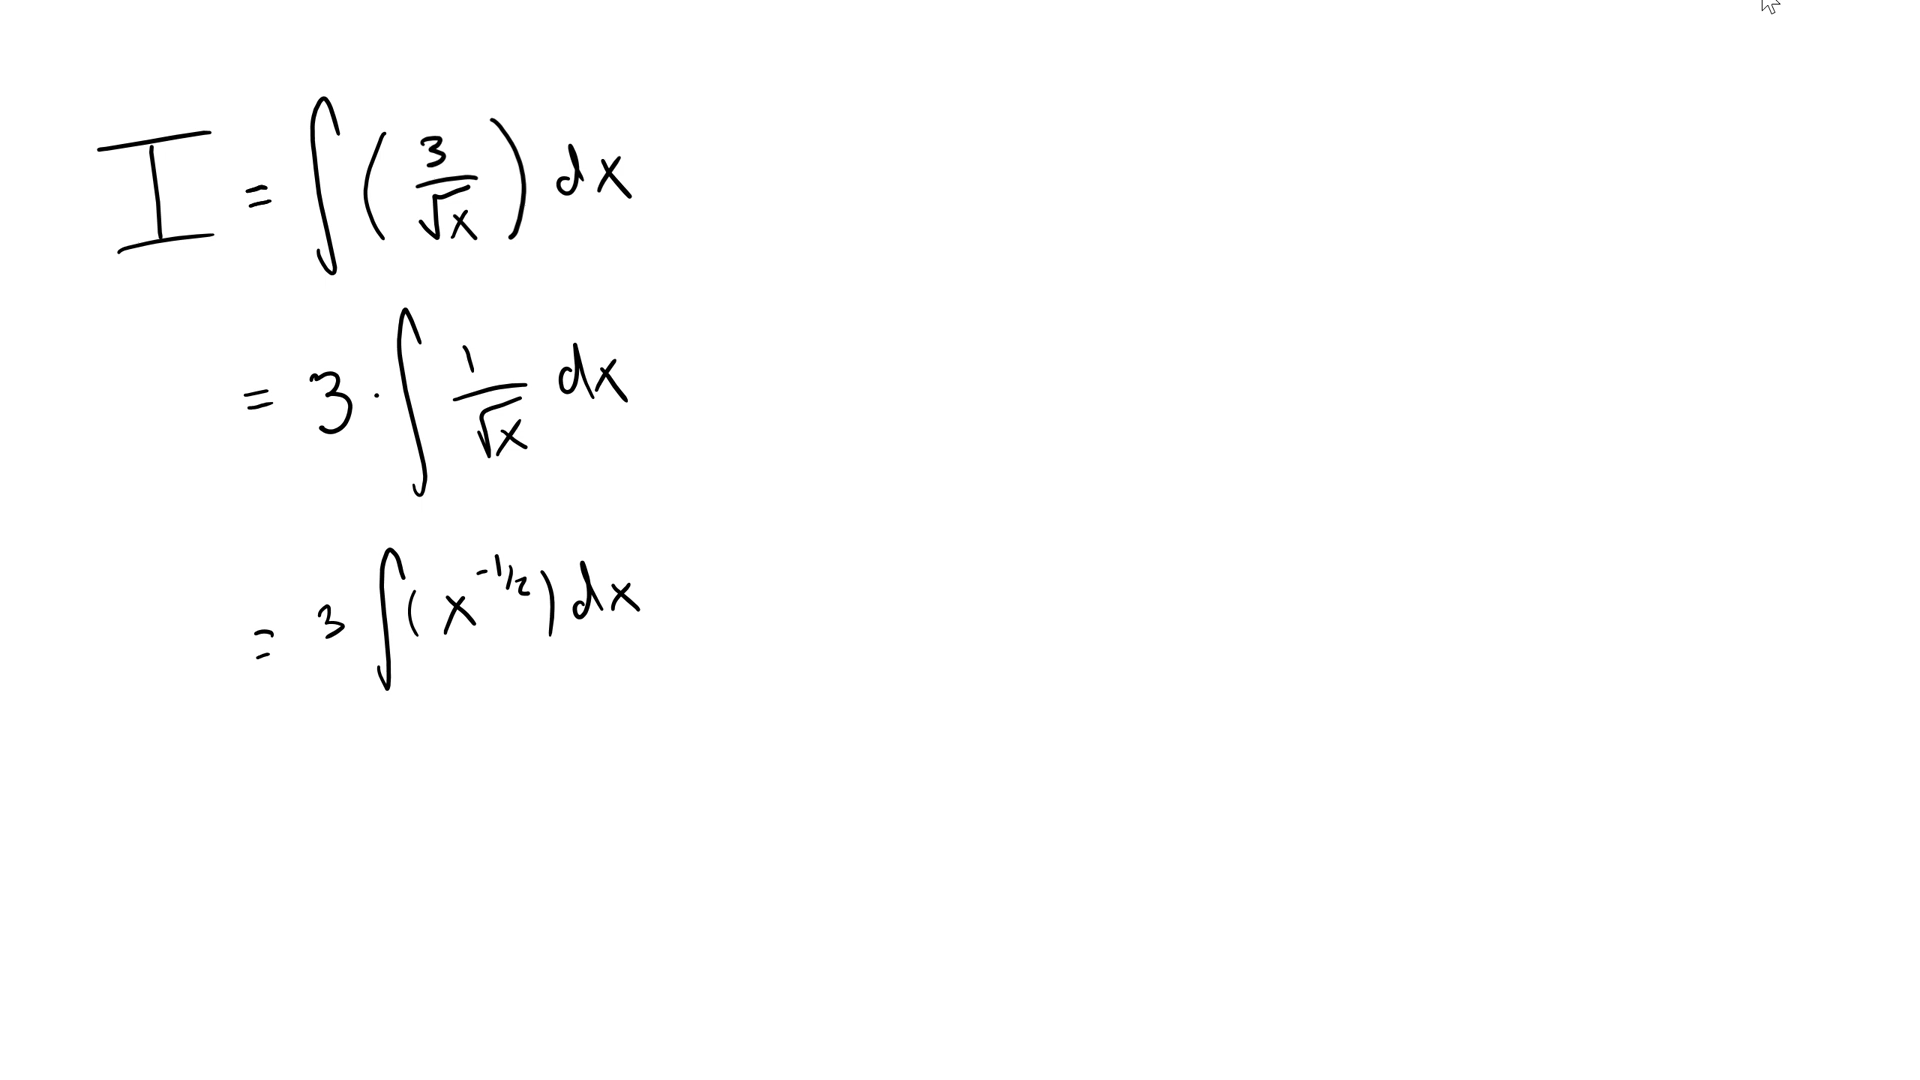 I = ∫ ( 3/√x ) dx
= 3 · ∫ 1/√x dx
= 3 ∫ ( x^{-1/2} ) dx